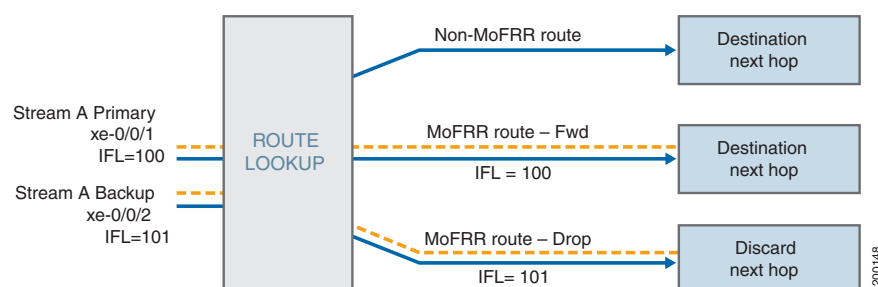 Non-MoFRR route
Destination
next hop
Stream A Primary
xe-0/0/1
IFL=100
ROUTE
LOOKUP
MoFRR route – Fwd
IFL = 100
Destination
next hop
Stream A Backup
xe-0/0/2
IFL=101
MoFRR route – Drop
IFL= 101
Discard
next hop
200148